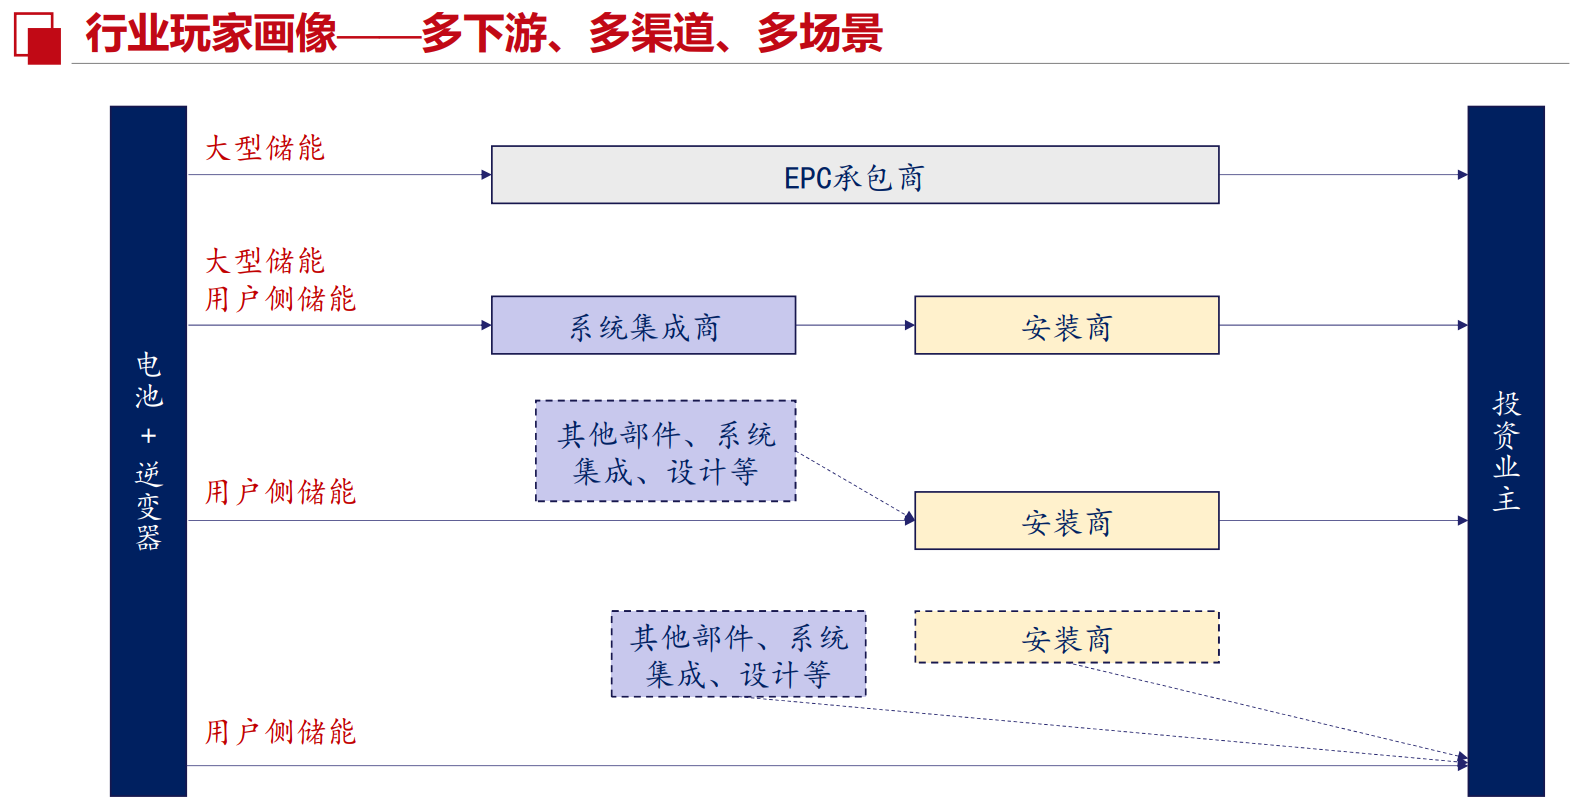 行业玩家画像——多下游、多渠道、多场景
大型储能
EPC承包商
大型储能
用户侧储能
系统集成商
安装商
电池+逆变器
投资业主
其他部件、系统
集成、设计等
用户侧储能
安装商
其他部件、系统
集成、设计等
安装商
用户侧储能